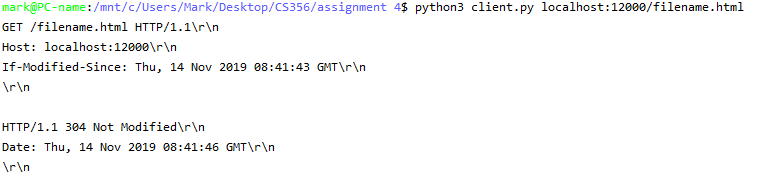 mark@PC-name:/mnt/c/Users/Mark/Desktop/CS356/assignment 4$ python3 client.py localhost:12000/filename.html
GET /filename.html HTTP/1.1\r\n
Host: localhost:12000\r\n
If-Modified-Since: Thu, 14 Nov 2019 08:41:43 GMT\r\n
\r\n
HTTP/1.1 304 Not Modified\r\n
Date: Thu, 14 Nov 2019 08:41:46 GMT\r\n
\r\n